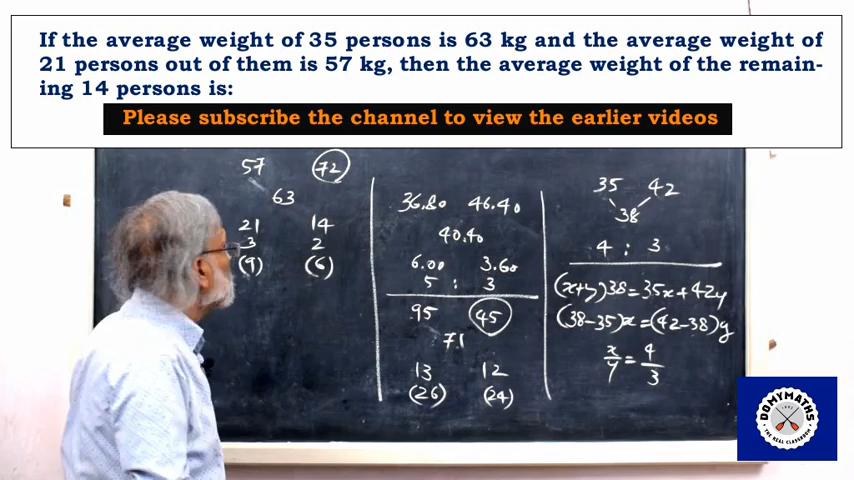 If the average weight of 35 persons is 63 kg and the average weight of
21 persons out of them is 57 kg, then the average weight of the remain-
ing 14 persons is:
Please subscribe the channel to view the earlier videos
57 72
63
21 14
3 2
(9) (6)
36.80 46.40
40.40
6.00 3.60
5 : 3
95 45
71
13 12
(26) (24)
35 42
38
4 : 3
(x+y)38=35x+42y
(38-35)x=(42-38)y
x/y=4/3
DOMYMATHS
THE REAL CLASSROOM